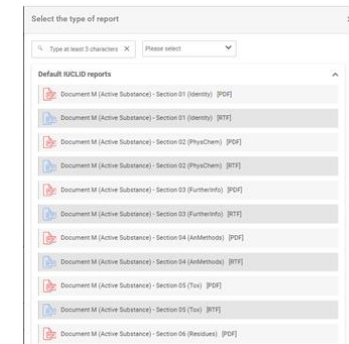 Select the type of report
Type at least 3 characters
Please select
Default IUCLID reports
Document M (Active Substance) - Section 01 (Identity) [PDF]
Document M (Active Substance) - Section 01 (Identity) [RTF]
Document M (Active Substance) - Section 02 (PhysChem) [PDF]
Document M (Active Substance) - Section 02 (PhysChem) [RTF]
Document M (Active Substance) - Section 03 (FurtherInfo) [PDF]
Document M (Active Substance) - Section 03 (FurtherInfo) [RTF]
Document M (Active Substance) - Section 04 (AnMethods) [PDF]
Document M (Active Substance) - Section 04 (AnMethods) [RTF]
Document M (Active Substance) - Section 05 (Tox) [PDF]
Document M (Active Substance) - Section 05 (Tox) [RTF]
Document M (Active Substance) - Section 06 (Residues) [PDF]